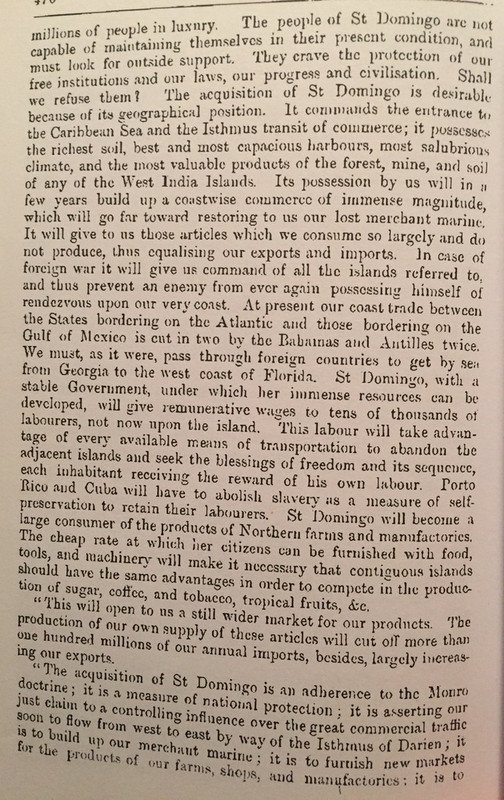 millions of people in luxury. The people of St Domingo are not
capable of maintaining themselves in their present condition, and
must look for outside support. They crave the protection of our
free institutions and our laws, our progress and civilisation. Shall
we refuse them? The acquisition of St Domingo is desirable
because of its geographical position. It commands the entrance to
the Caribbean Sea and the Isthmus transit of commerce; it possesses
the richest soil, best and most capacious harbours, most salubrious
climate, and the most valuable products of the forest, mine, and soil
of any of the West India Islands. Its possession by us will in a
few years build up a coastwise commerce of immense magnitude,
which will go far toward restoring to us our lost merchant marine.
It will give to us those articles which we consume so largely and do
not produce, thus equalising our exports and imports. In case of
foreign war it will give us command of all the islands referred to,
and thus prevent an enemy from ever again possessing himself of
rendezvous upon our very coast. At present our coast trade between
the States bordering on the Atlantic and those bordering on the
Gulf of Mexico is cut in two by the Bahamas and Antilles twice.
We must, as it were, pass through foreign countries to get by sea
from Georgia to the west coast of Florida. St Domingo, with a
stable Government, under which her immense resources can be
developed, will give remunerative wages to tens of thousands of
labourers, not now upon the island. This labour will take advan-
tage of every available means of transportation to abandon the
adjacent islands and seek the blessings of freedom and its sequence,
each inhabitant receiving the reward of his own labour. Porto
Rico and Cuba will have to abolish slavery as a measure of self-
preservation to retain their labourers. St Domingo will become a
large consumer of the products of Northern farms and manufactories.
The cheap rate at which her citizens can be furnished with food,
tools, and machinery will make it necessary that contiguous islands
should have the same advantages in order to compete in the produc-
tion of sugar, coffee, and tobacco, tropical fruits, &c.
"This will open to us a still wider market for our products. The
production of our own supply of these articles will cut off more than
one hundred millions of our annual imports, besides, largely increas-
ing our exports.
"The acquisition of St Domingo is an adherence to the Monro
doctrine; it is a measure of national protection; it is asserting our
just claim to a controlling influence over the great commercial traffic
soon to flow from west to east by way of the Isthmus of Darien; it
is to build up our merchant marine; it is to furnish new markets
for the products of our farms, shops, and manufactories: it is to